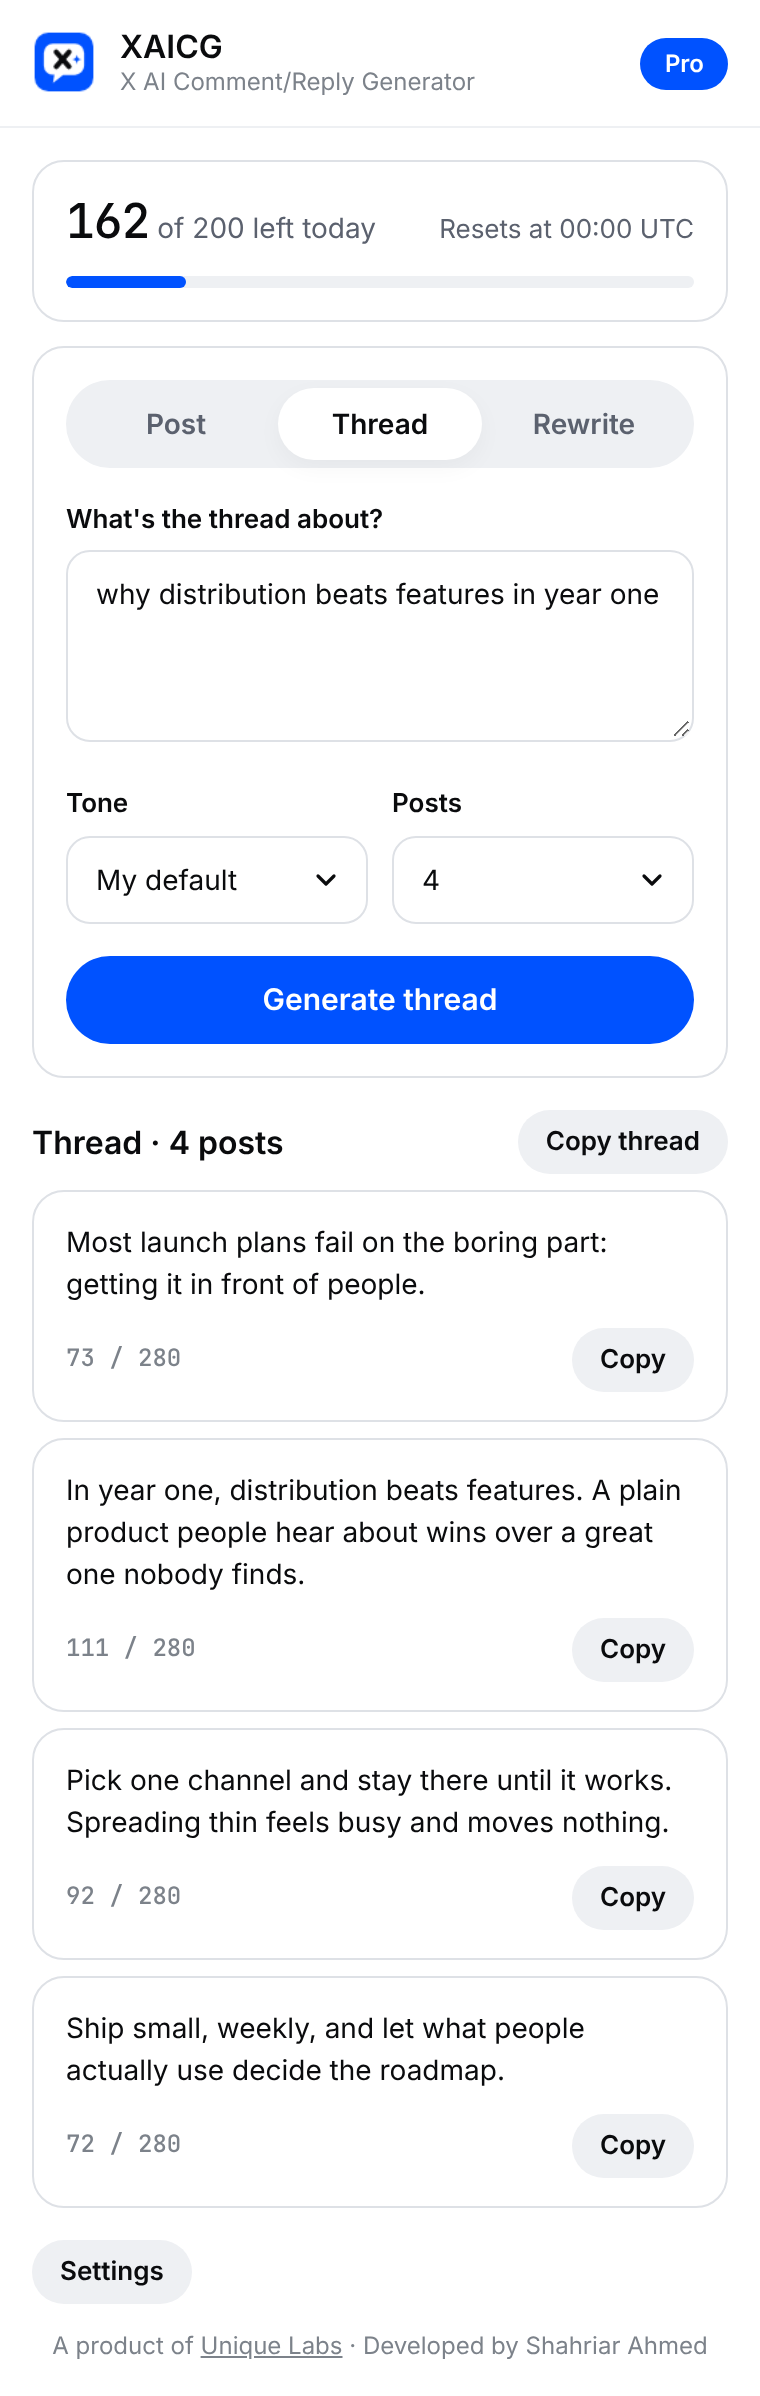 XAICG
X AI Comment/Reply Generator
Pro
162 of 200 left today
Resets at 00:00 UTC
Post
Thread
Rewrite
What's the thread about?
why distribution beats features in year one
Tone
Posts
My default
4
Generate thread
Thread · 4 posts
Copy thread
Most launch plans fail on the boring part:
getting it in front of people.
73 / 280
Copy
In year one, distribution beats features. A plain
product people hear about wins over a great
one nobody finds.
111 / 280
Copy
Pick one channel and stay there until it works.
Spreading thin feels busy and moves nothing.
92 / 280
Copy
Ship small, weekly, and let what people
actually use decide the roadmap.
72 / 280
Copy
Settings
A product of Unique Labs · Developed by Shahriar Ahmed